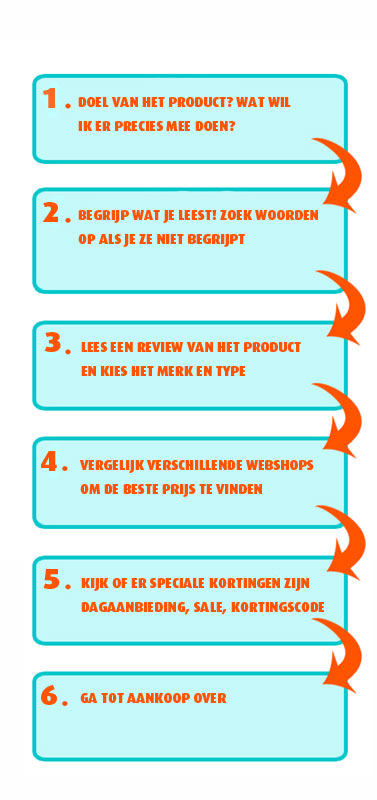 1. DOEL VAN HET PRODUCT? WAT WIL
IK ER PRECIES MEE DOEN?
2. BEGRIJP WAT JE LEEST! ZOEK WOORDEN
OP ALS JE ZE NIET BEGRIJPT
3. LEES EEN REVIEW VAN HET PRODUCT
EN KIES HET MERK EN TYPE
4. VERGELIJK VERSCHILLENDE WEBSHOPS
OM DE BESTE PRIJS TE VINDEN
5. KIJK OF ER SPECIALE KORTINGEN ZIJN
DAGAANBIEDING, SALE, KORTINGSCODE
6. GA TOT AANKOOP OVER